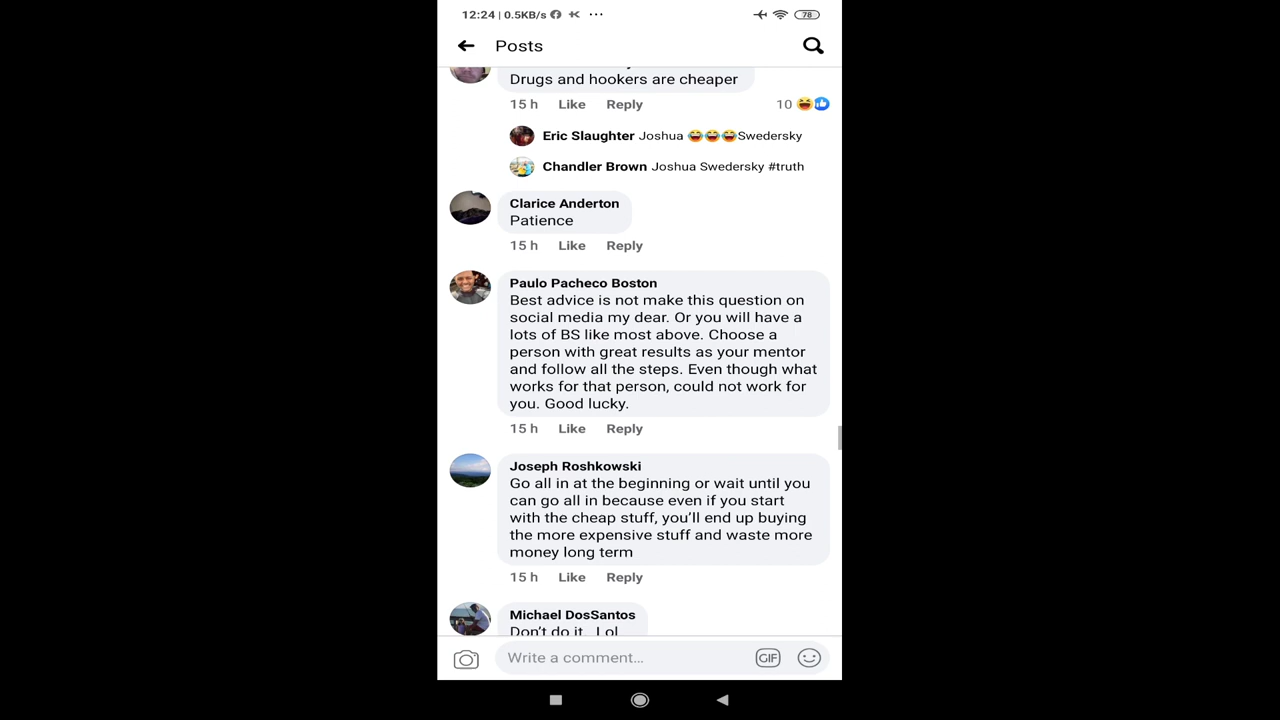 12:24 | 0.5KB/s ...
78
Posts
Drugs and hookers are cheaper
15 h Like Reply 10
Eric Slaughter Joshua 😂😂😂Swedersky
Chandler Brown Joshua Swedersky #truth
Clarice Anderton
Patience
15 h Like Reply
Paulo Pacheco Boston
Best advice is not make this question on
social media my dear. Or you will have a
lots of BS like most above. Choose a
person with great results as your mentor
and follow all the steps. Even though what
works for that person, could not work for
you. Good lucky.
15 h Like Reply
Joseph Roshkowski
Go all in at the beginning or wait until you
can go all in because even if you start
with the cheap stuff, you’ll end up buying
the more expensive stuff and waste more
money long term
15 h Like Reply
Michael DosSantos
Don’t do it.. Lol
Write a comment...
GIF